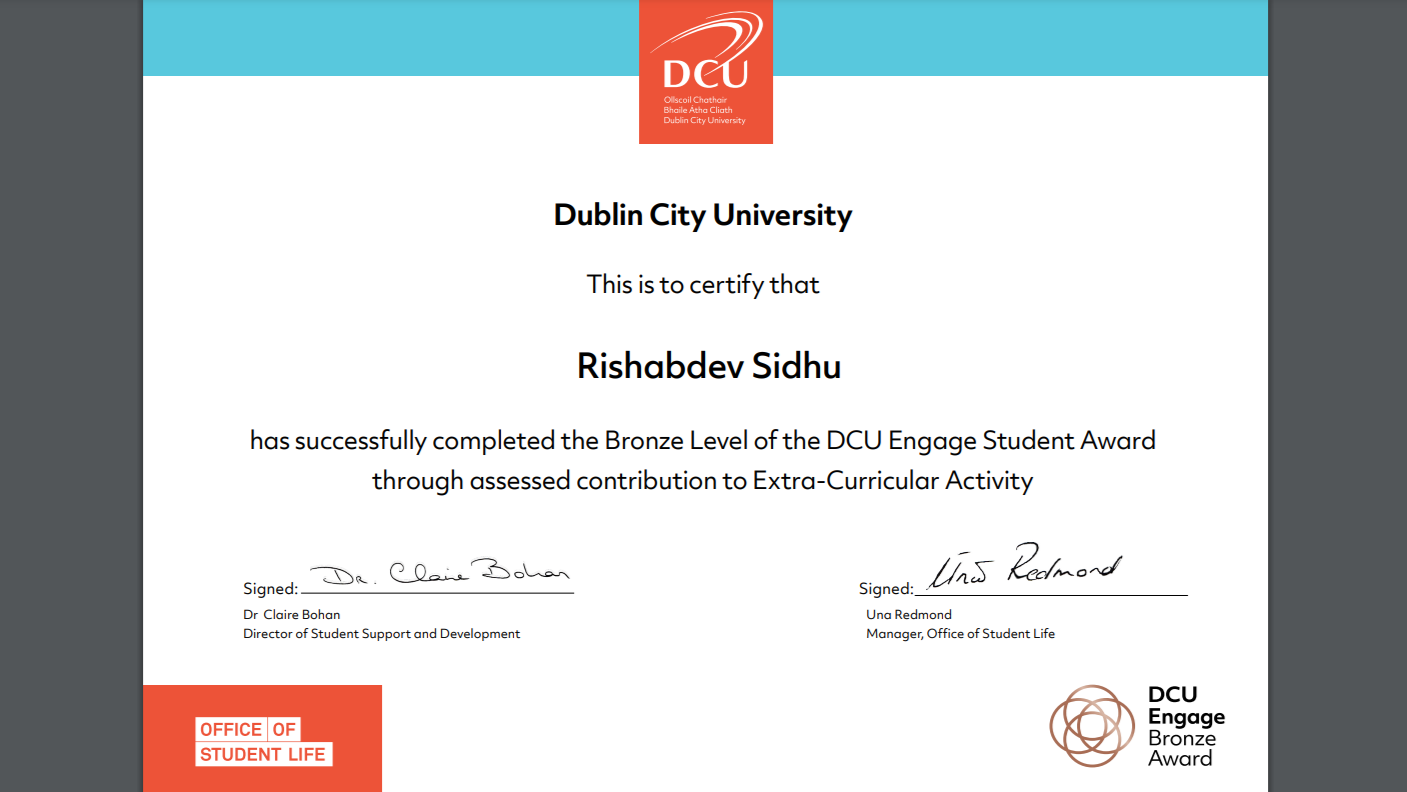 DCU
Ollscoil Chathair
Bhaile Átha Cliath
Dublin City University
Dublin City University
This is to certify that
Rishabdev Sidhu
has successfully completed the Bronze Level of the DCU Engage Student Award
through assessed contribution to Extra-Curricular Activity
Signed: Dr. Claire Bohan
Dr Claire Bohan
Director of Student Support and Development
Signed: Una Redmond
Una Redmond
Manager, Office of Student Life
OFFICE OF
STUDENT LIFE
DCU
Engage
Bronze
Award